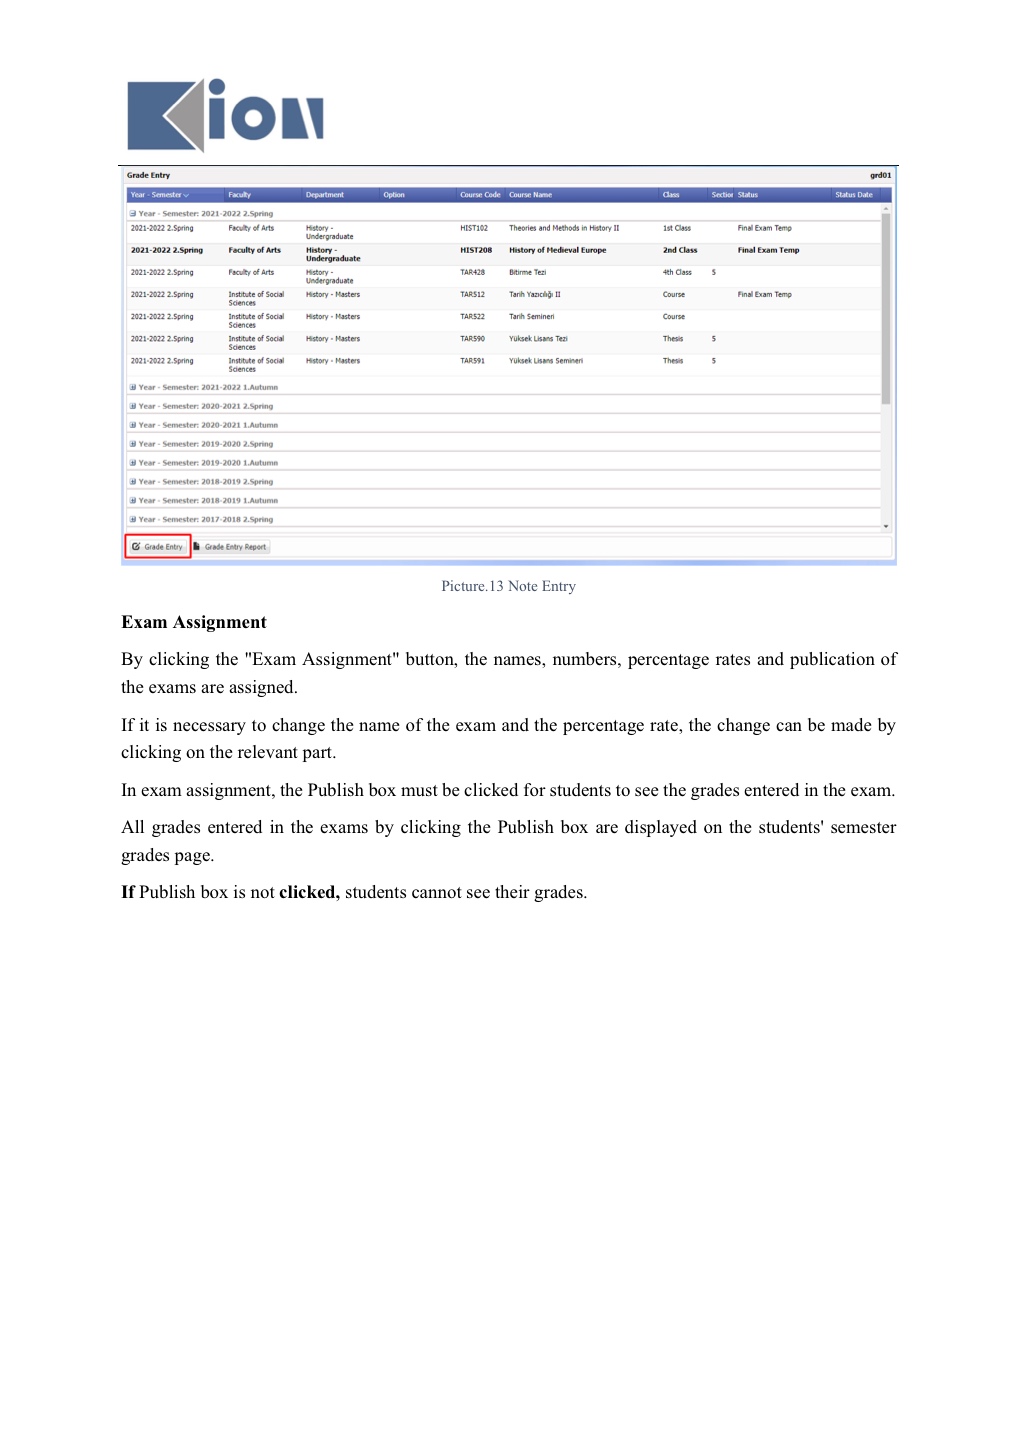 Kion
Grade Entry grd01
Year - Semester Faculty Department Option Course Code Course Name Class Section Status Status Date
Year - Semester: 2021-2022 2.Spring
2021-2022 2.Spring Faculty of Arts History - Undergraduate HIST102 Theories and Methods in History II 1st Class Final Exam Temp
2021-2022 2.Spring Faculty of Arts History - Undergraduate HIST208 History of Medieval Europe 2nd Class Final Exam Temp
2021-2022 2.Spring Faculty of Arts History - Undergraduate TAR428 Bitirme Tezi 4th Class S
2021-2022 2.Spring Institute of Social Sciences History - Masters TAR512 Tarih Yazıcılığı II Course Final Exam Temp
2021-2022 2.Spring Institute of Social Sciences History - Masters TAR522 Tarih Semineri Course
2021-2022 2.Spring Institute of Social Sciences History - Masters TAR590 Yüksek Lisans Tezi Thesis S
2021-2022 2.Spring Institute of Social Sciences History - Masters TAR591 Yüksek Lisans Semineri Thesis S
Year - Semester: 2021-2022 1.Autumn
Year - Semester: 2020-2021 2.Spring
Year - Semester: 2020-2021 1.Autumn
Year - Semester: 2019-2020 2.Spring
Year - Semester: 2019-2020 1.Autumn
Year - Semester: 2018-2019 2.Spring
Year - Semester: 2018-2019 1.Autumn
Year - Semester: 2017-2018 2.Spring
Grade Entry Grade Entry Report
Picture.13 Note Entry
Exam Assignment
By clicking the "Exam Assignment" button, the names, numbers, percentage rates and publication of
the exams are assigned.
If it is necessary to change the name of the exam and the percentage rate, the change can be made by
clicking on the relevant part.
In exam assignment, the Publish box must be clicked for students to see the grades entered in the exam.
All grades entered in the exams by clicking the Publish box are displayed on the students' semester
grades page.
If Publish box is not clicked, students cannot see their grades.